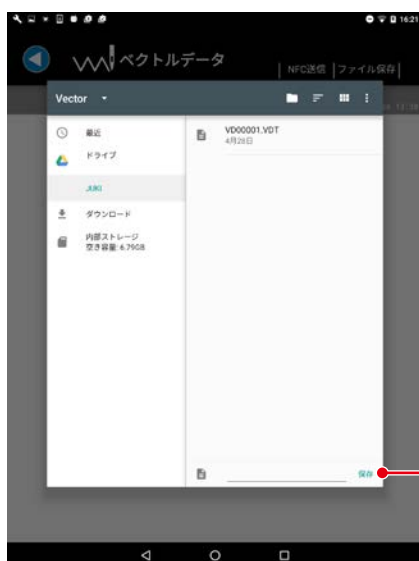 16:21
ベクトルデータ
NFC送信
ファイル保存
Vector
最近
ドライブ
JUKI
ダウンロード
内部ストレージ
空き容量: 6.79GB
VD00001.VDT
4月26日
保存